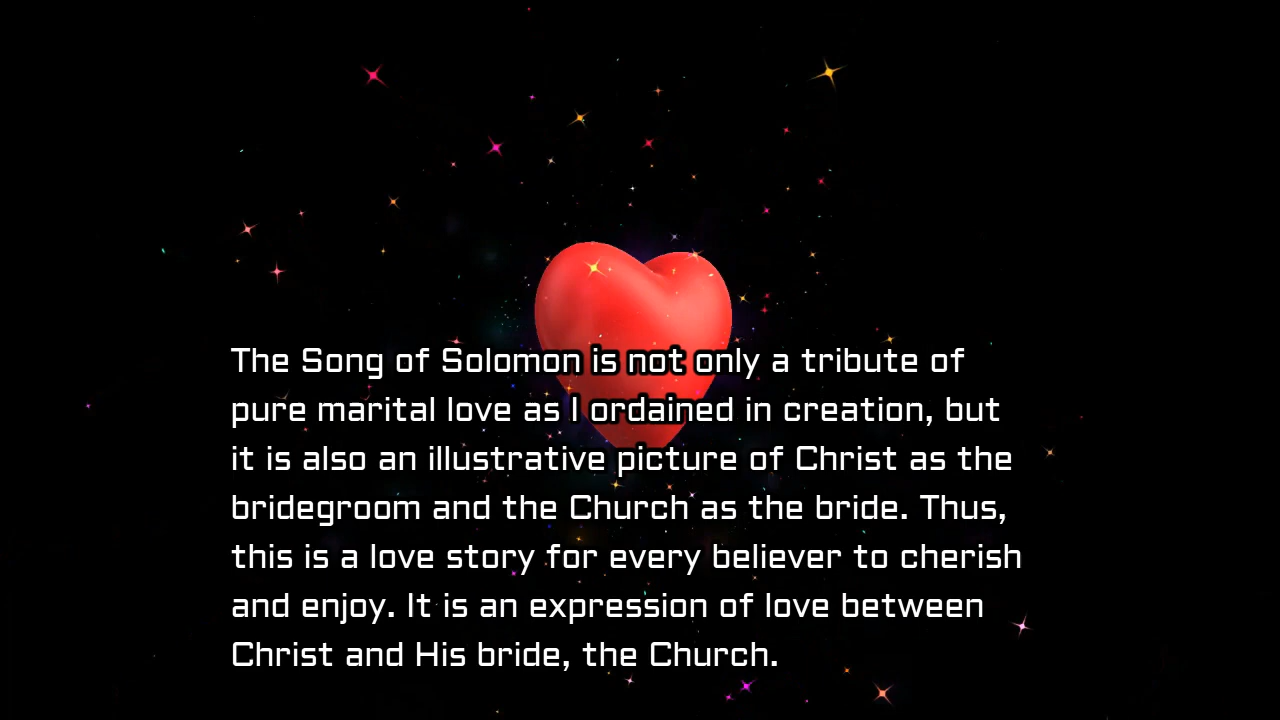 The Song of Solomon is not only a tribute of
pure marital love as I ordained in creation, but
it is also an illustrative picture of Christ as the
bridegroom and the Church as the bride. Thus,
this is a love story for every believer to cherish
and enjoy. It is an expression of love between
Christ and His bride, the Church.